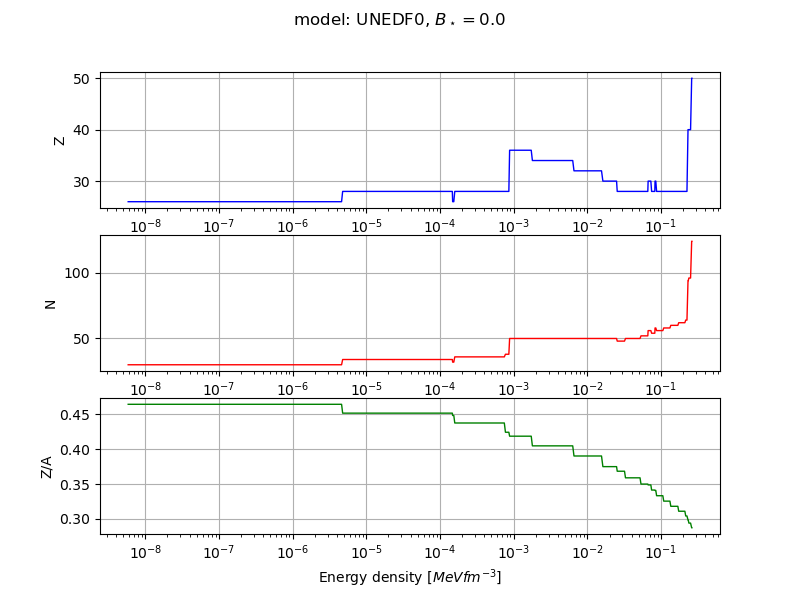 model: UNEDF0, $B_\star = 0.0$
50
40
30
Z
10⁻⁸ 10⁻⁷ 10⁻⁶ 10⁻⁵ 10⁻⁴ 10⁻³ 10⁻² 10⁻¹
100
50
N
10⁻⁸ 10⁻⁷ 10⁻⁶ 10⁻⁵ 10⁻⁴ 10⁻³ 10⁻² 10⁻¹
0.45
0.40
0.35
0.30
Z/A
10⁻⁸ 10⁻⁷ 10⁻⁶ 10⁻⁵ 10⁻⁴ 10⁻³ 10⁻² 10⁻¹
Energy density [$MeVfm^{-3}$]